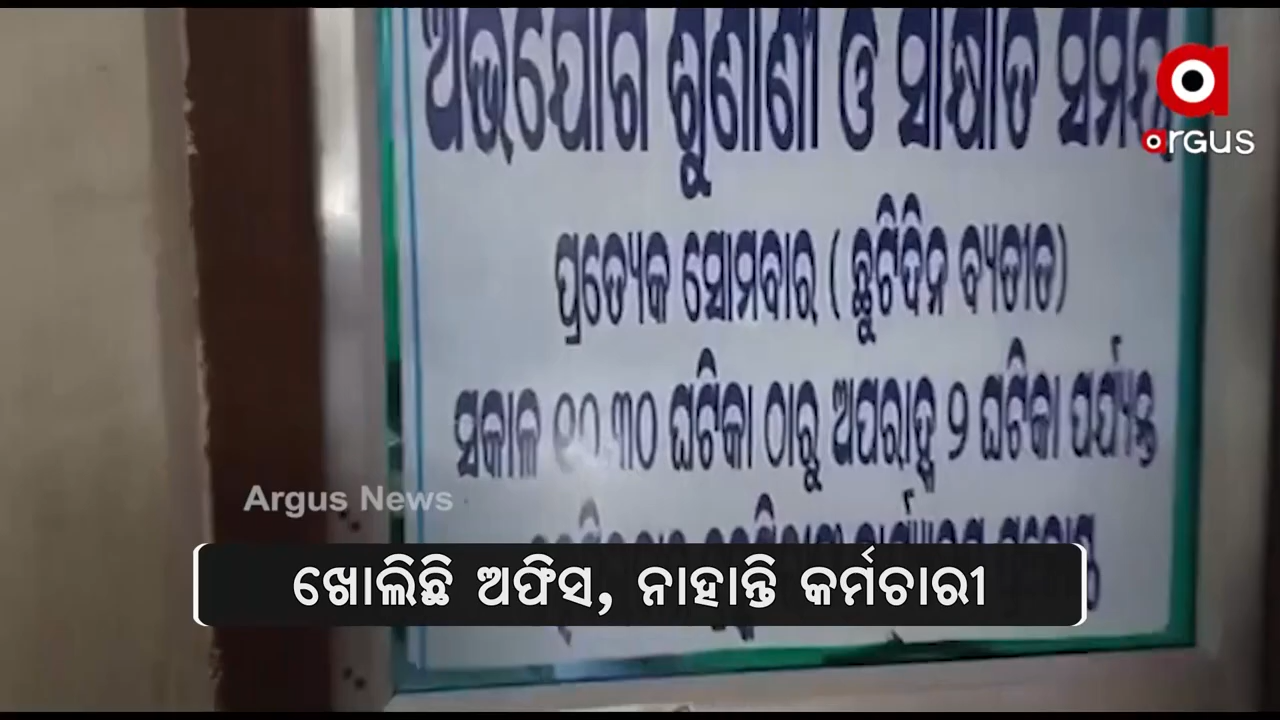 ଅଭିଯୋଗ ଶୁଣାଣୀ ଓ ସାକ୍ଷାତ ସମୟ
argus
ପ୍ରତ୍ୟେକ ସୋମବାର ( ଛୁଟିଦିନ ବ୍ୟତୀତ)
ସକାଳ ୧୦.୩୦ ଘଟିକା ଠାରୁ ଅପରାହ୍ନ ୨ ଘଟିକା ପର୍ଯ୍ୟନ୍ତ
Argus News
ଖୋଲିଛି ଅଫିସ, ନାହାନ୍ତି କର୍ମଚାରୀ